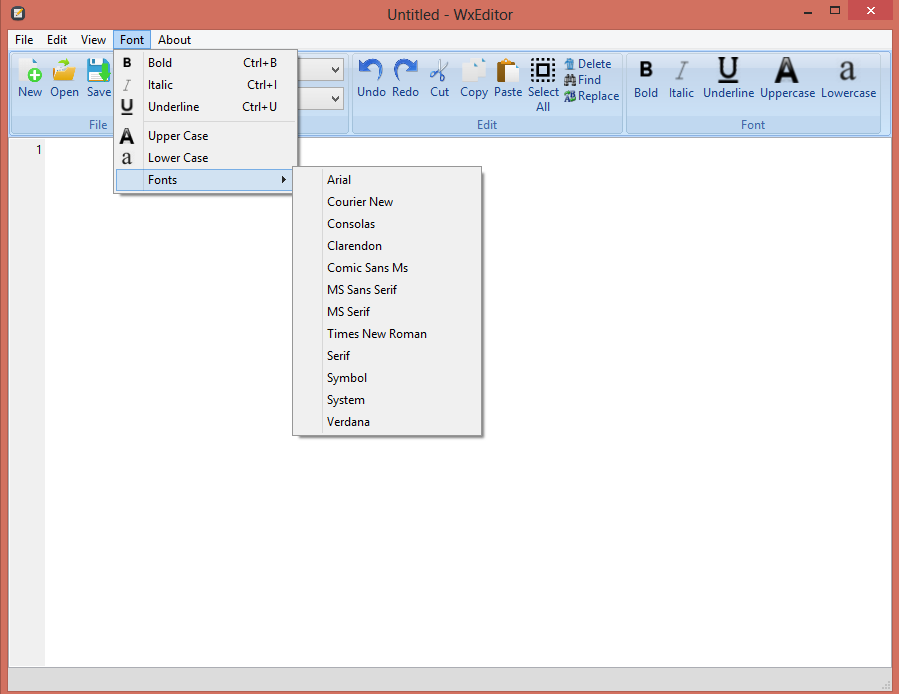 Untitled - WxEditor
File Edit View Font About
Bold Ctrl+B
Italic Ctrl+I
Underline Ctrl+U
Upper Case
Lower Case
Fonts
Arial
Courier New
Consolas
Clarendon
Comic Sans Ms
MS Sans Serif
MS Serif
Times New Roman
Serif
Symbol
System
Verdana
New Open Save
File
Undo Redo Cut Copy Paste Select All
Delete
Find
Replace
Edit
Bold Italic Underline Uppercase Lowercase
Font
1